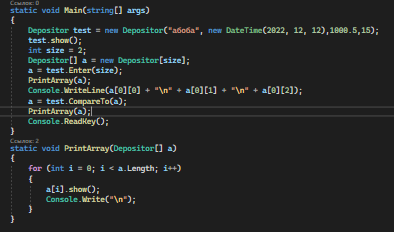 Ссылок: 0
static void Main(string[] args)
{
Depositor test = new Depositor("абоба", new DateTime(2022, 12, 12),1000.5,15);
test.show();
int size = 2;
Depositor[] a = new Depositor[size];
a = test.Enter(size);
PrintArray(a);
Console.WriteLine(a[0][0] + "\n" + a[0][1] + "\n" + a[0][2]);
a = test.CompareTo(a);
PrintArray(a);
Console.ReadKey();
}
Ссылок: 2
static void PrintArray(Depositor[] a)
{
for (int i = 0; i < a.Length; i++)
{
a[i].show();
Console.Write("\n");
}
}